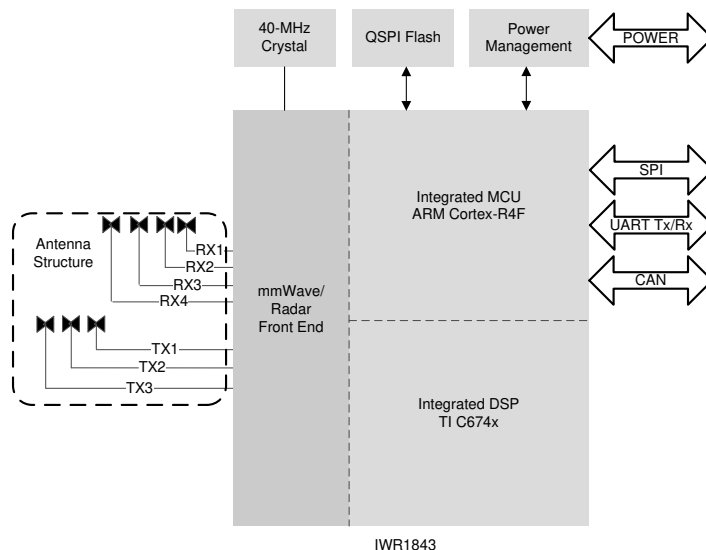 40-MHz
Crystal
QSPI Flash
Power
Management
POWER
Integrated MCU
ARM Cortex-R4F
SPI
UART Tx/Rx
CAN
Antenna
Structure
RX1
RX2
RX3
RX4
mmWave/
Radar
Front End
TX1
TX2
TX3
Integrated DSP
TI C674x
IWR1843